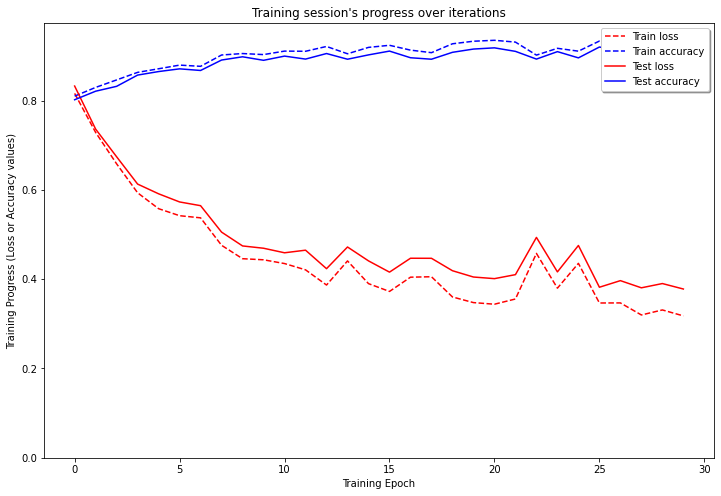 Training session's progress over iterations
Train loss
Train accuracy
Test loss
Test accuracy
Training Progress (Loss or Accuracy values)
0.8
0.6
0.4
0.2
0.0
0 5 10 15 20 25 30
Training Epoch